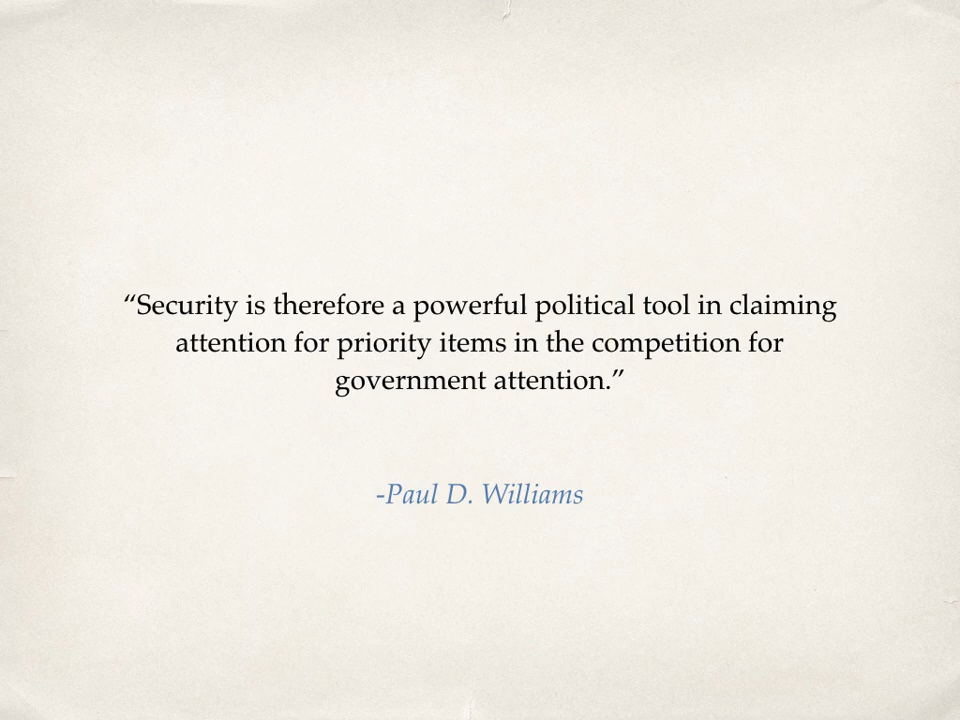 “Security is therefore a powerful political tool in claiming
attention for priority items in the competition for
government attention.”
-Paul D. Williams